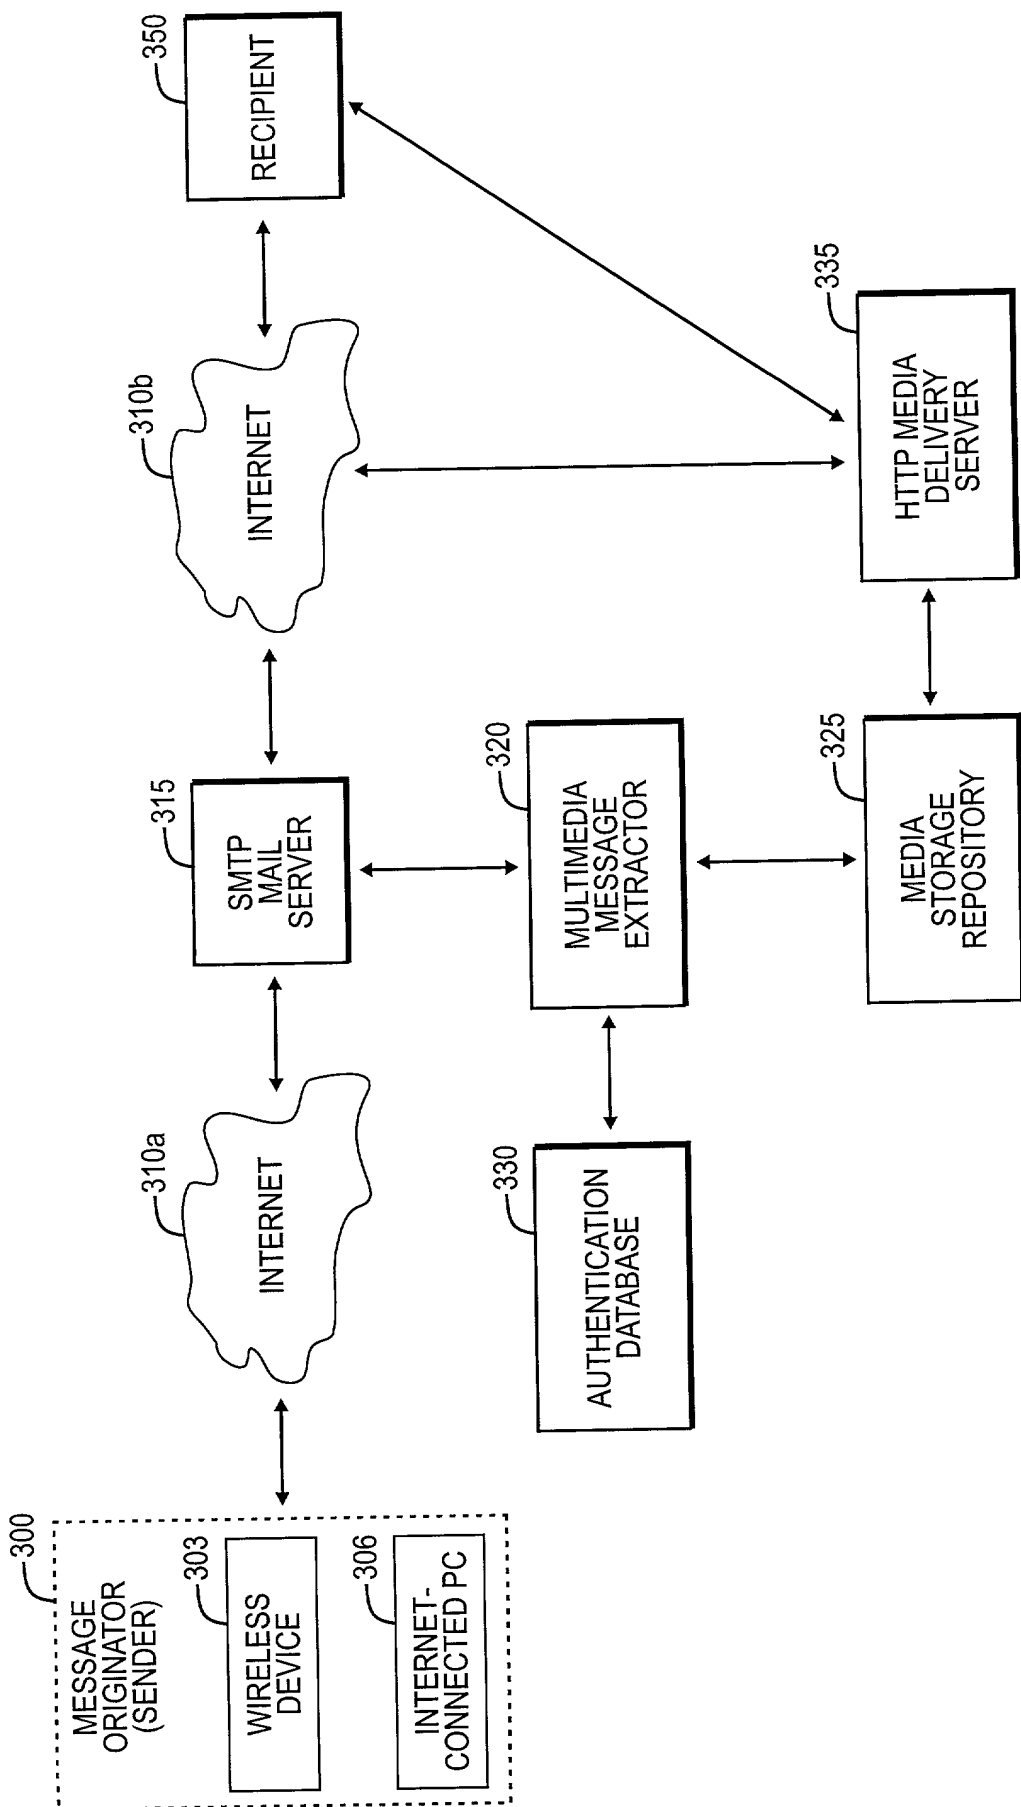 300
MESSAGE
ORIGINATOR
(SENDER)
303
WIRELESS
DEVICE
306
INTERNET-
CONNECTED PC
310a
INTERNET
315
SMTP
MAIL
SERVER
310b
INTERNET
350
RECIPIENT
330
AUTHENTICATION
DATABASE
320
MULTIMEDIA
MESSAGE
EXTRACTOR
325
MEDIA
STORAGE
REPOSITORY
335
HTTP MEDIA
DELIVERY
SERVER